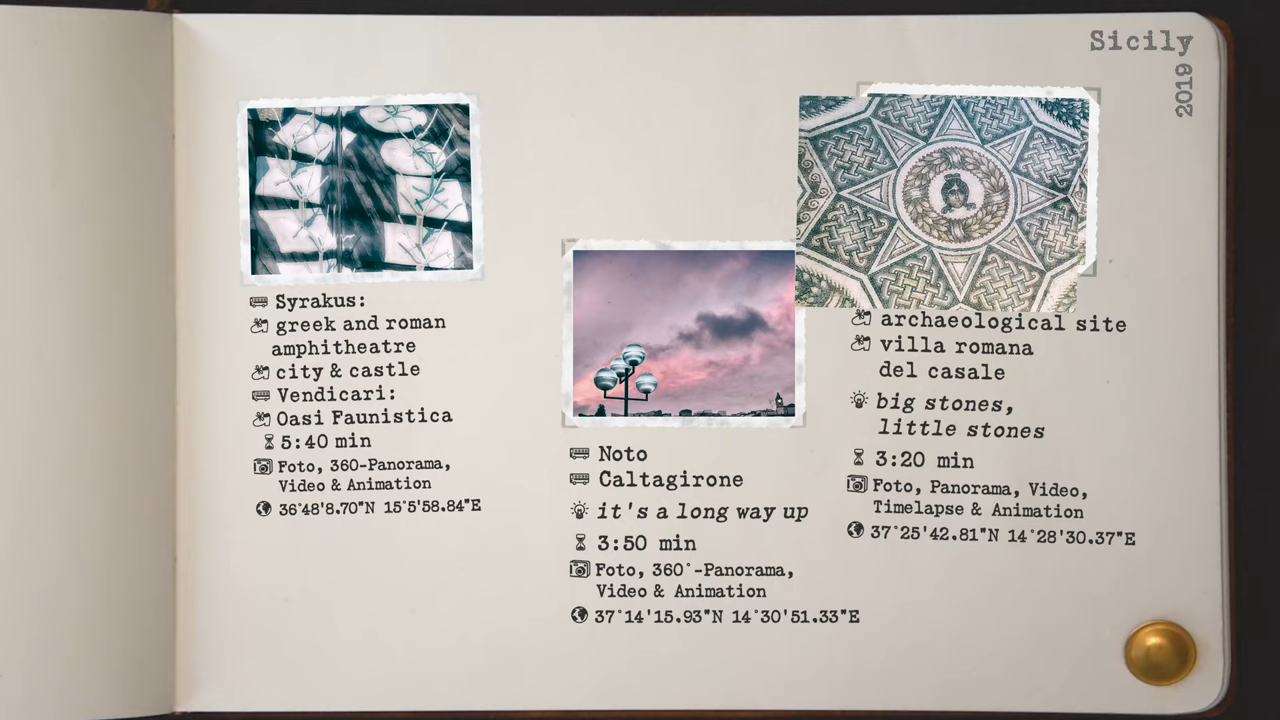 Sicily
2019
Syrakus:
greek and roman
amphitheatre
city & castle
Vendicari:
Oasi Faunistica
5:40 min
Foto, 360-Panorama,
Video & Animation
36°48'8.70"N 15°5'58.84"E
Noto
Caltagirone
it's a long way up
3:50 min
Foto, 360°-Panorama,
Video & Animation
37°14'15.93"N 14°30'51.33"E
archaeological site
villa romana
del casale
big stones,
little stones
3:20 min
Foto, Panorama, Video,
Timelapse & Animation
37°25'42.81"N 14°28'30.37"E